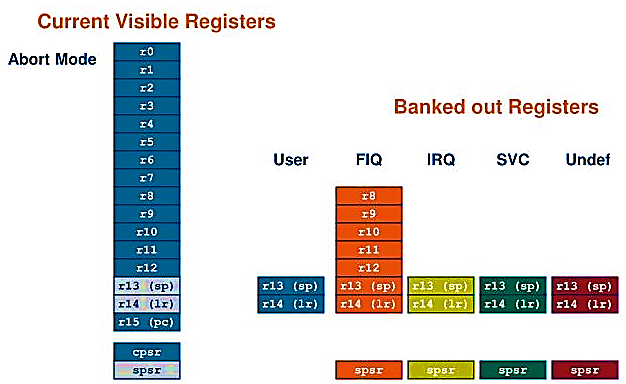 Current Visible Registers
Abort Mode
r0
r1
r2
r3
r4
r5
r6
r7
r8
r9
r10
r11
r12
r13 (sp)
r14 (lr)
r15 (pc)
cpsr
spsr
Banked out Registers
User FIQ IRQ SVC Undef
r8
r9
r10
r11
r12
r13 (sp) r13 (sp) r13 (sp) r13 (sp) r13 (sp)
r14 (lr) r14 (lr) r14 (lr) r14 (lr) r14 (lr)
spsr spsr spsr spsr